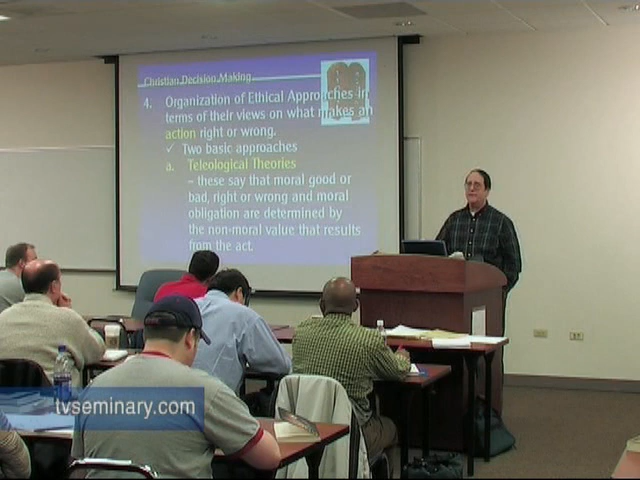 Christian Decision Making
4. Organization of Ethical Approaches in
terms of their views on what makes an
action right or wrong.
✓ Two basic approaches
a. Teleological Theories
– these say that moral good or
bad, right or wrong and moral
obligation are determined by
the non-moral value that results
from the act.
tvseminary.com